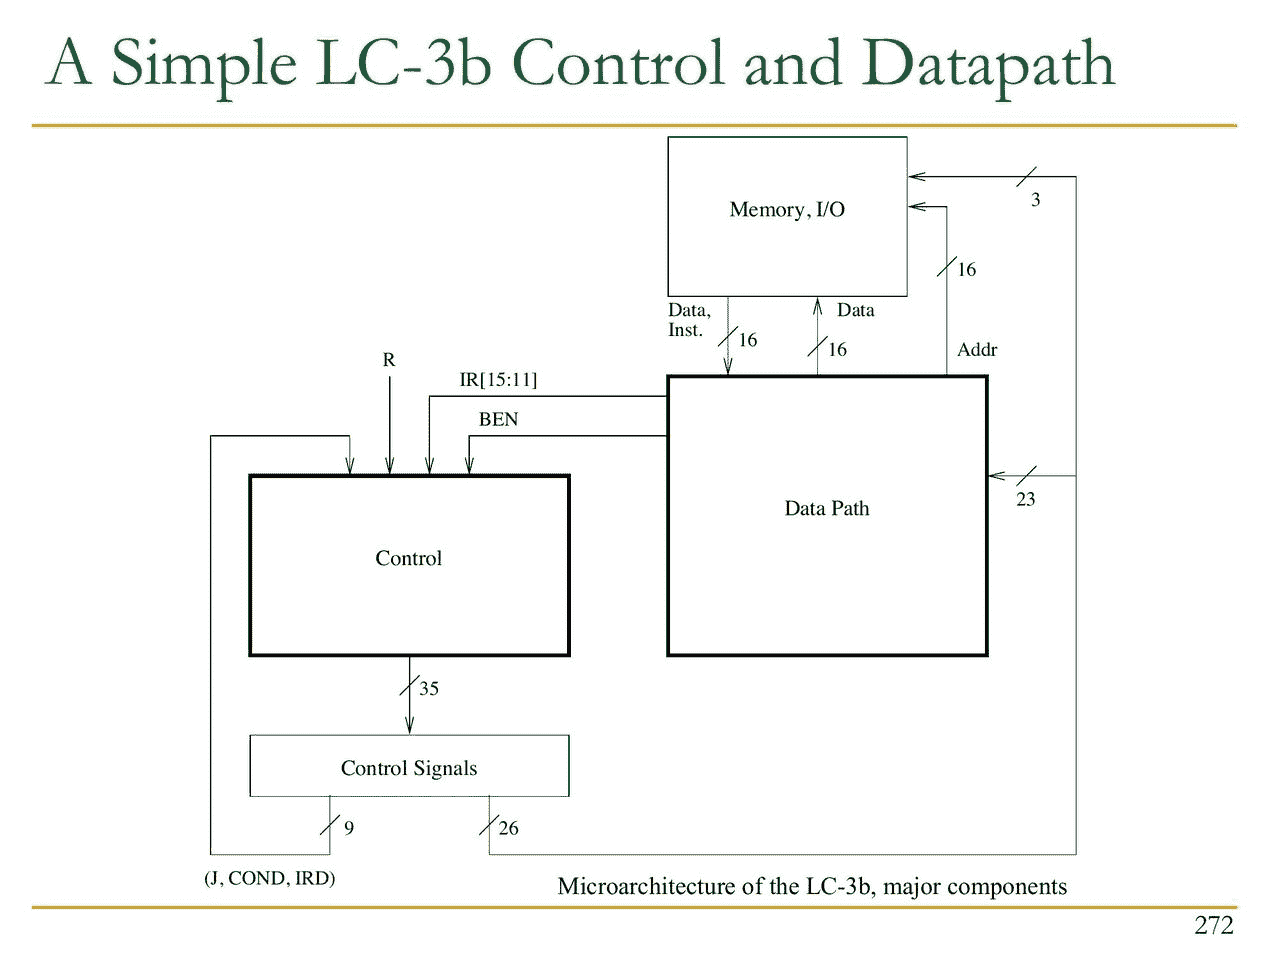 A Simple LC-3b Control and Datapath
Memory, I/O
3
16
Data,
Inst.
16
Data
16
Addr
R
IR[15:11]
BEN
Control
Data Path
23
35
Control Signals
9
26
(J, COND, IRD)
Microarchitecture of the LC-3b, major components
272